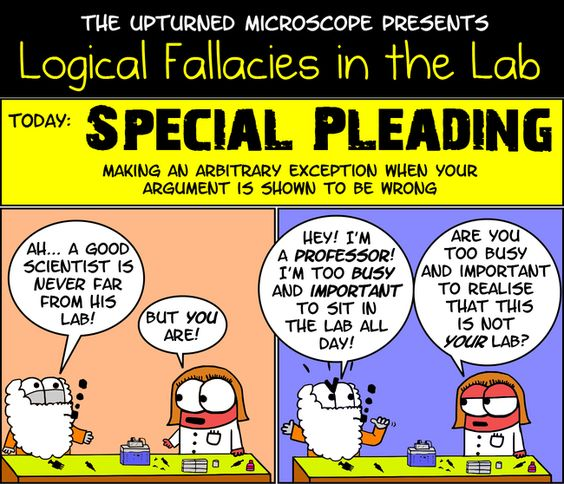 THE UPTURNED MICROSCOPE PRESENTS
Logical Fallacies in the Lab
TODAY: SPECIAL PLEADING
MAKING AN ARBITRARY EXCEPTION WHEN YOUR
ARGUMENT IS SHOWN TO BE WRONG
AH... A GOOD
SCIENTIST IS
NEVER FAR
FROM HIS
LAB!
BUT YOU
ARE!
HEY! I'M
A PROFESSOR!
I'M TOO BUSY
AND IMPORTANT
TO SIT IN
THE LAB ALL
DAY!
ARE YOU
TOO BUSY
AND IMPORTANT
TO REALISE
THAT THIS
IS NOT
YOUR LAB?